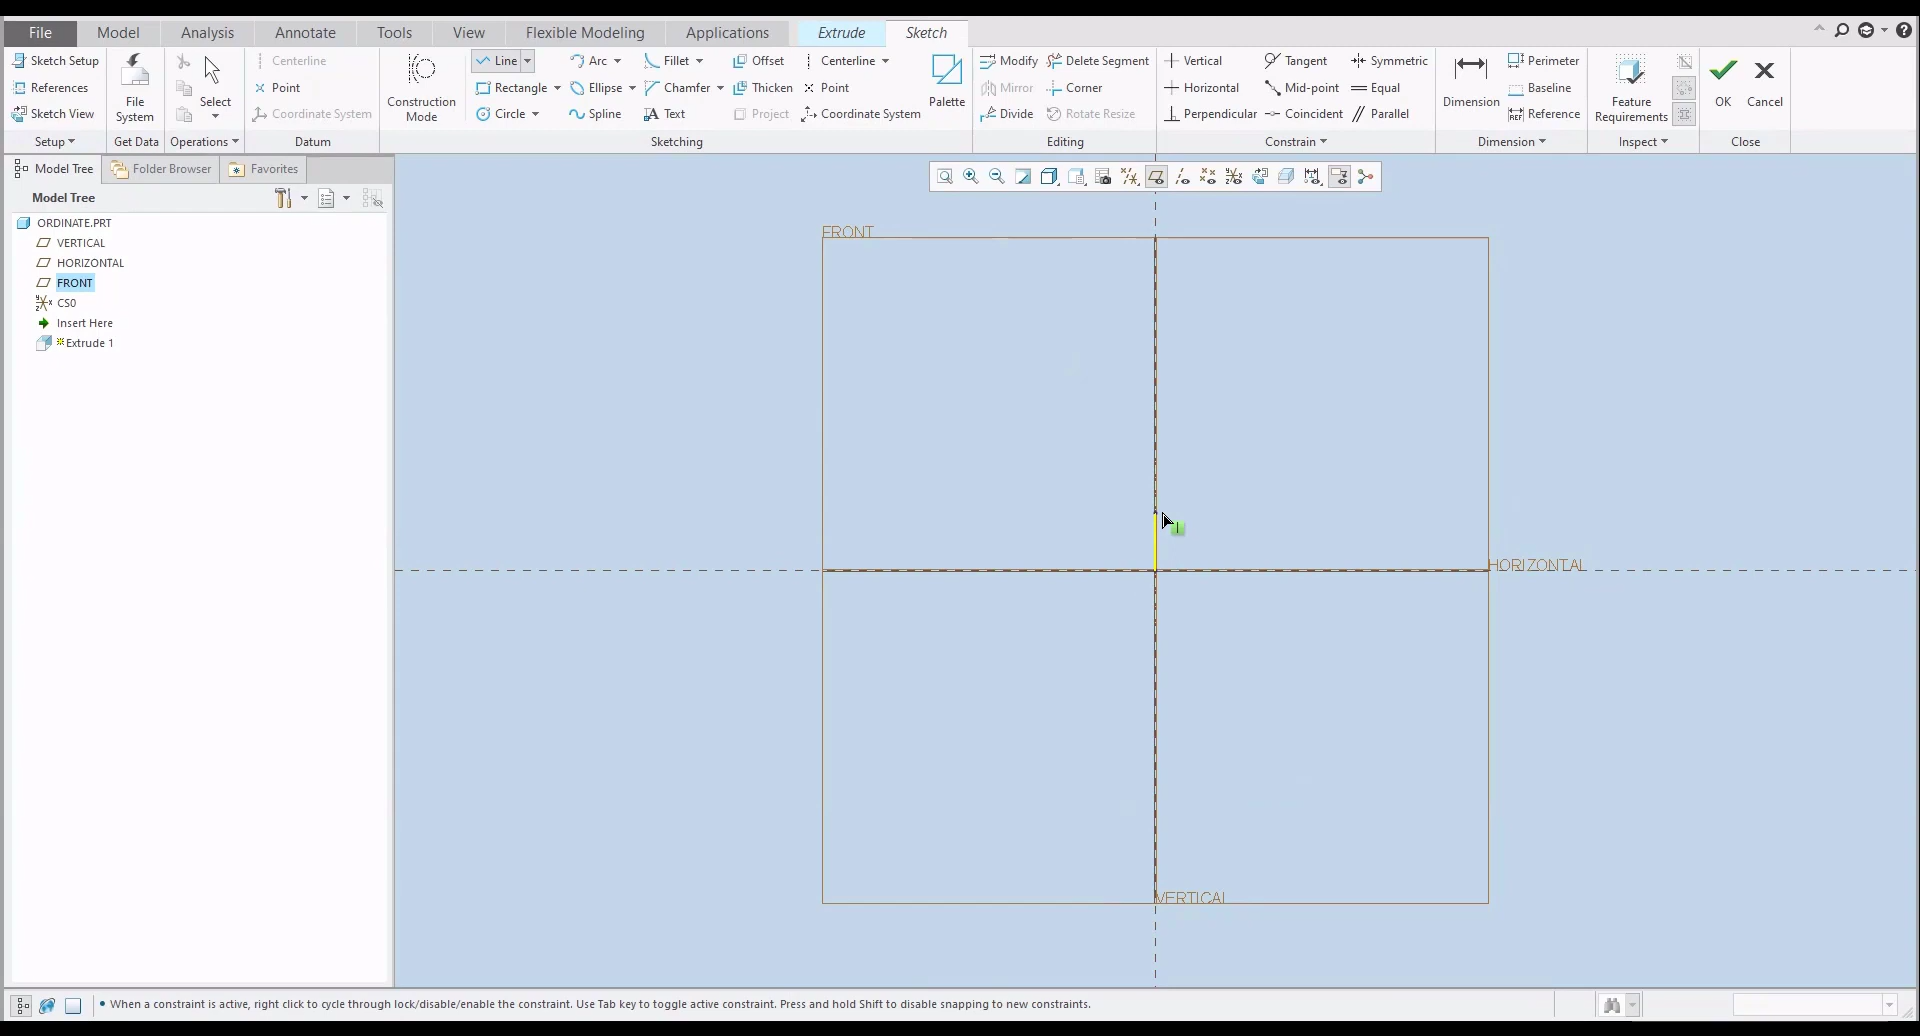 File Model Analysis Annotate Tools View Flexible Modeling Applications Extrude Sketch
Sketch Setup
References
Sketch View
Setup
File
System
Get Data
Select
Operations
Centerline
Point
Coordinate System
Datum
Construction
Mode
Line Arc Fillet Offset Centerline
Rectangle Ellipse Chamfer Thicken Point
Circle Spline Text Project Coordinate System
Palette
Sketching
Modify Delete Segment
Mirror Corner
Divide Rotate Resize
Editing
Vertical Tangent Symmetric
Horizontal Mid-point Equal
Perpendicular Coincident Parallel
Constrain
Dimension
Perimeter
Baseline
Reference
Dimension
Feature
Requirements
Inspect
OK Cancel
Close
Model Tree Folder Browser Favorites
Model Tree
ORDINATE.PRT
VERTICAL
HORIZONTAL
FRONT
CS0
Insert Here
Extrude 1
FRONT
HORIZONTAL
VERTICAL
• When a constraint is active, right click to cycle through lock/disable/enable the constraint. Use Tab key to toggle active constraint. Press and hold Shift to disable snapping to new constraints.